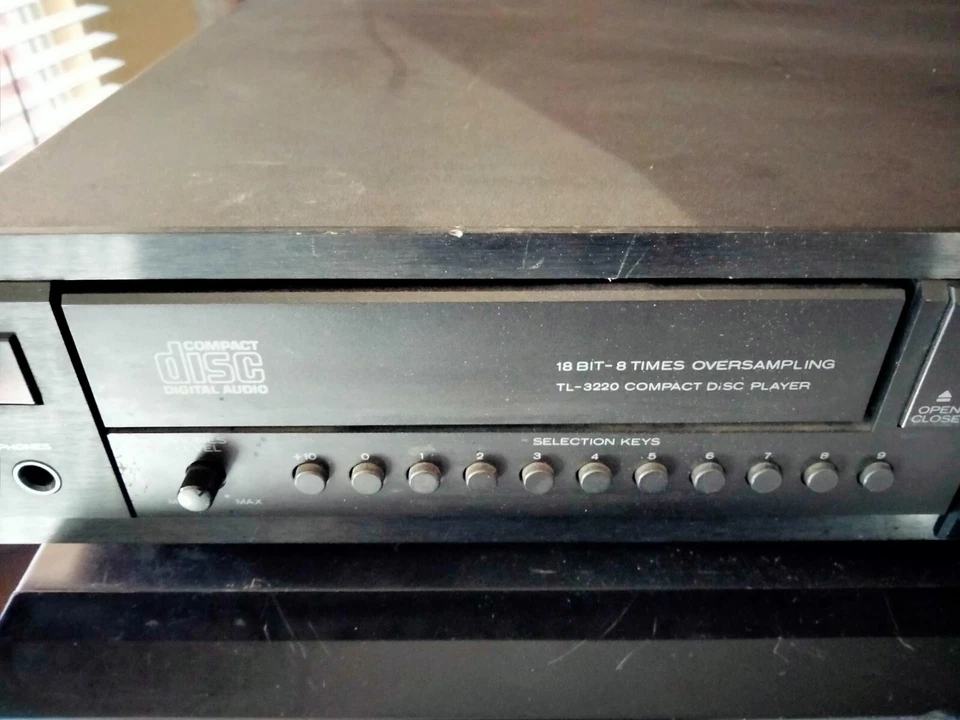 COMPACT
disc
DIGITAL AUDIO
18 BIT-8 TIMES OVERSAMPLING
TL-3220 COMPACT DiSC PLAYER
OPEN
CLOSE
PHONES
SELECTION KEYS
+10 0 1 2 3 4 5 6 7 8 9
MAX